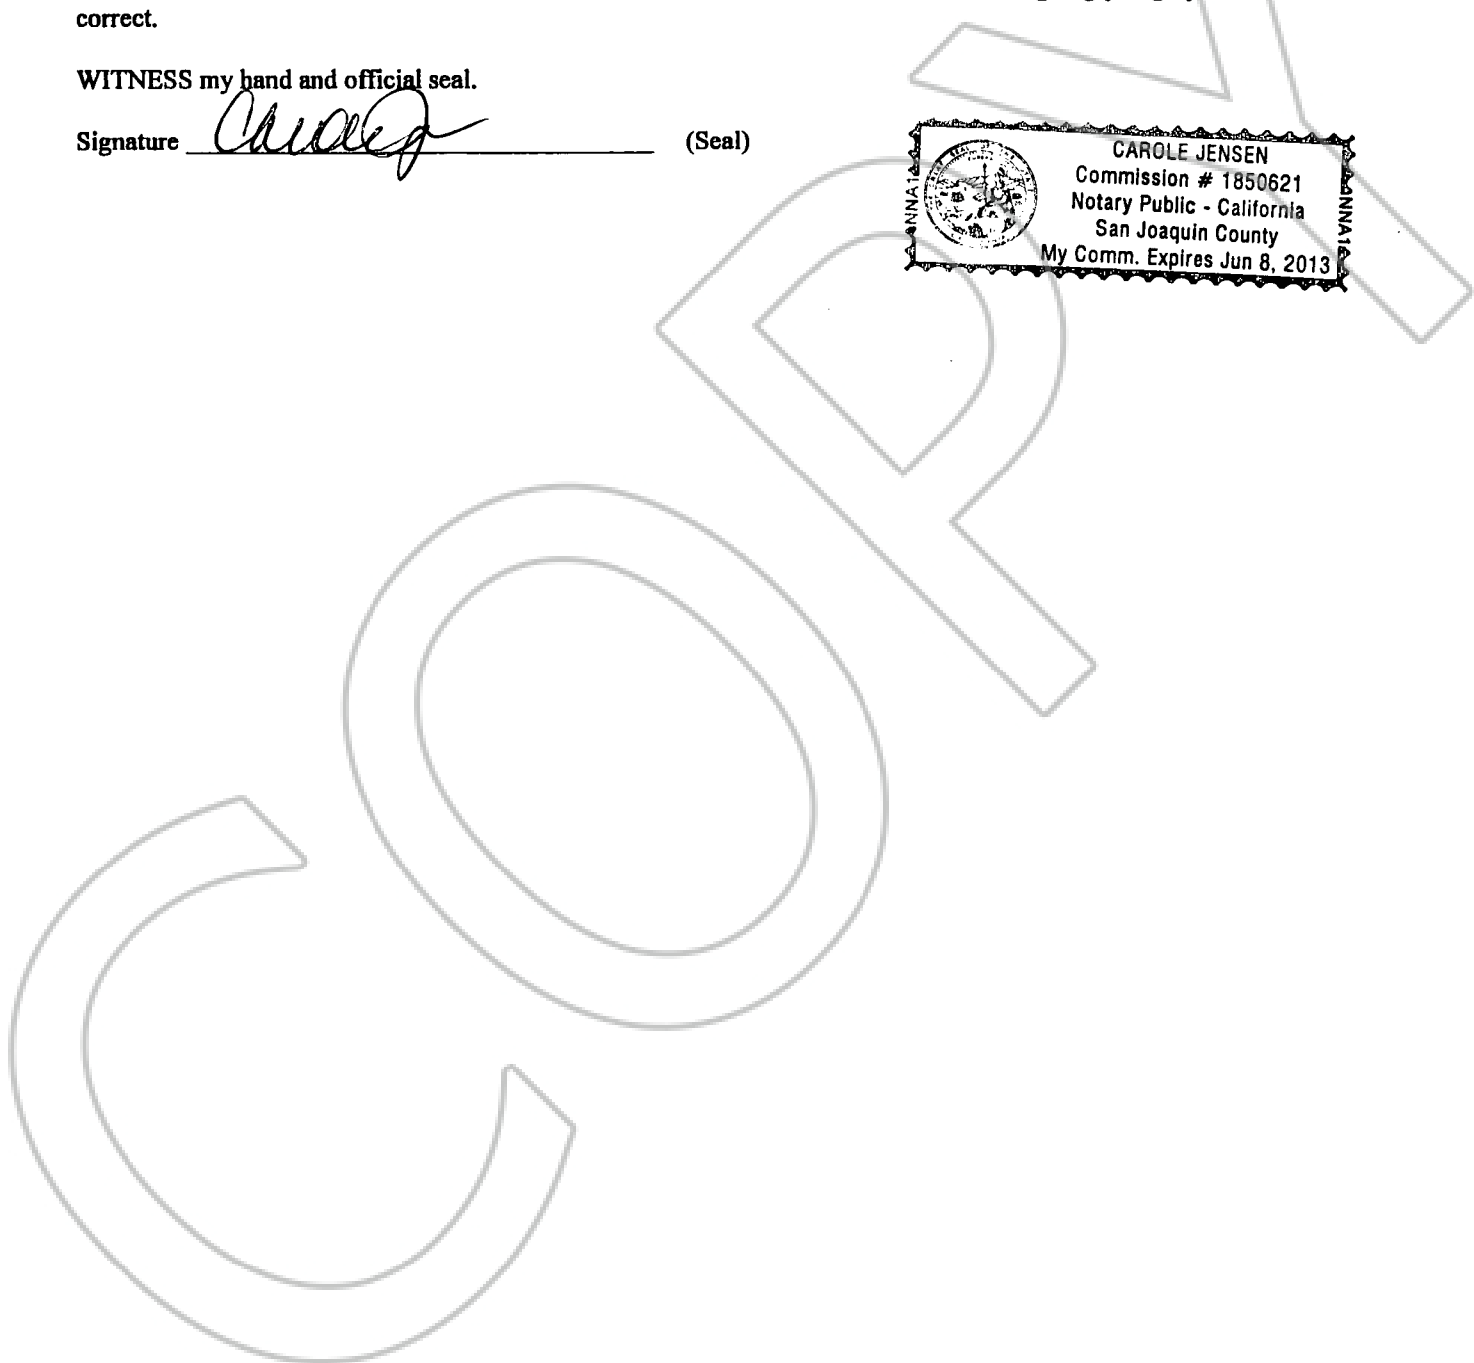 correct.
WITNESS my hand and official seal.
Signature (Seal)
CAROLE JENSEN
Commission # 1850621
Notary Public - California
San Joaquin County
My Comm. Expires Jun 8, 2013
COPY